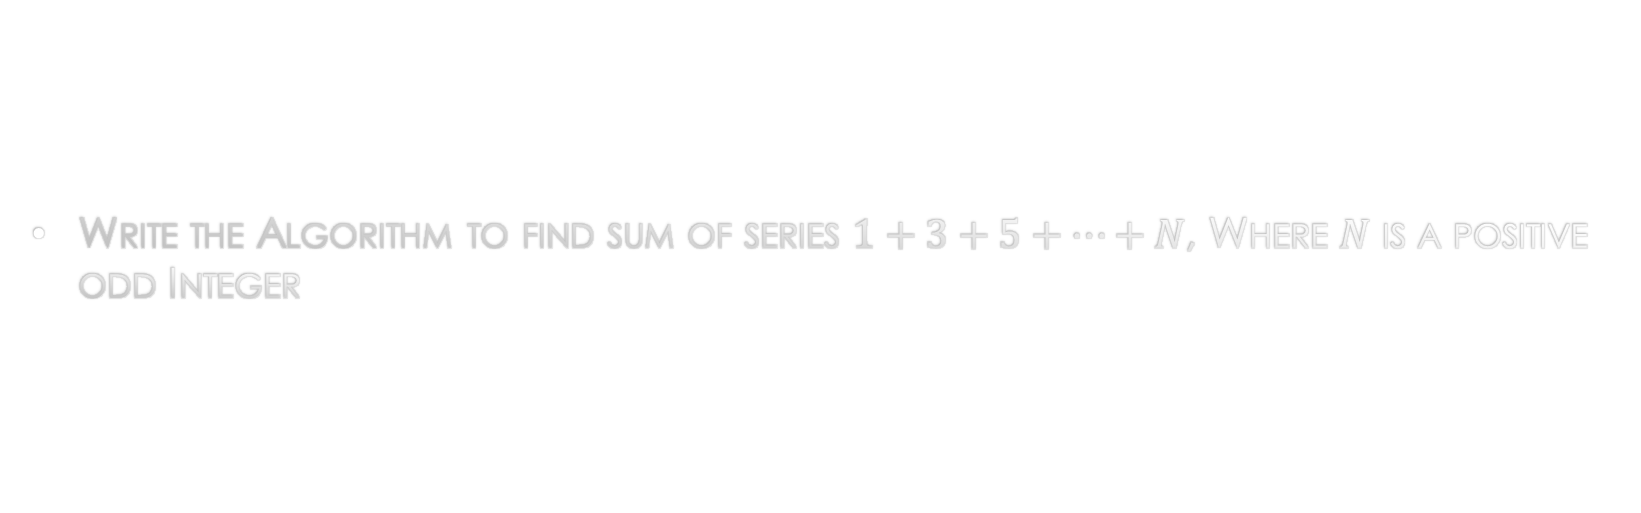 ◦ Write the Algorithm to find sum of series 1 + 3 + 5 + ⋯ + N, Where N is a positive
odd Integer